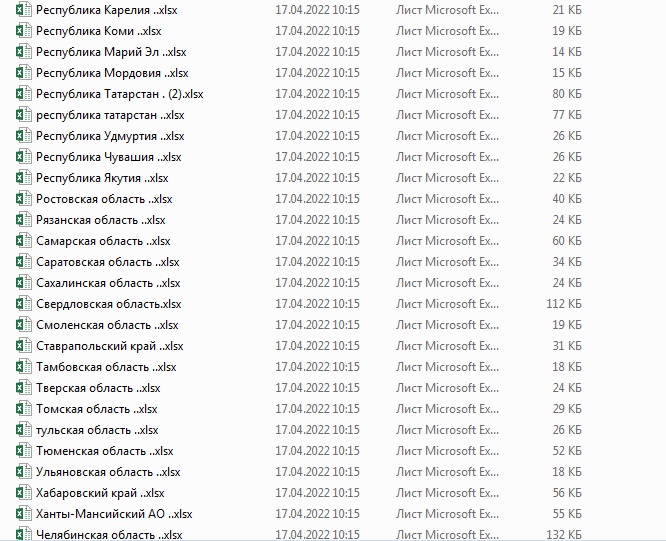 Республика Карелия ..xlsx 17.04.2022 10:15 Лист Microsoft Ex... 21 КБ
Республика Коми ..xlsx 17.04.2022 10:15 Лист Microsoft Ex... 19 КБ
Республика Марий Эл ..xlsx 17.04.2022 10:15 Лист Microsoft Ex... 14 КБ
Республика Мордовия ..xlsx 17.04.2022 10:15 Лист Microsoft Ex... 15 КБ
Республика Татарстан . (2).xlsx 17.04.2022 10:15 Лист Microsoft Ex... 80 КБ
республика татарстан ..xlsx 17.04.2022 10:15 Лист Microsoft Ex... 77 КБ
Республика Удмуртия ..xlsx 17.04.2022 10:15 Лист Microsoft Ex... 26 КБ
Республика Чувашия ..xlsx 17.04.2022 10:15 Лист Microsoft Ex... 26 КБ
Республика Якутия ..xlsx 17.04.2022 10:15 Лист Microsoft Ex... 22 КБ
Ростовская область ..xlsx 17.04.2022 10:15 Лист Microsoft Ex... 40 КБ
Рязанская область ..xlsx 17.04.2022 10:15 Лист Microsoft Ex... 24 КБ
Самарская область ..xlsx 17.04.2022 10:15 Лист Microsoft Ex... 60 КБ
Саратовская область ..xlsx 17.04.2022 10:15 Лист Microsoft Ex... 34 КБ
Сахалинская область ..xlsx 17.04.2022 10:15 Лист Microsoft Ex... 24 КБ
Свердловская область.xlsx 17.04.2022 10:15 Лист Microsoft Ex... 112 КБ
Смоленская область ..xlsx 17.04.2022 10:15 Лист Microsoft Ex... 19 КБ
Ставрапольский край ..xlsx 17.04.2022 10:15 Лист Microsoft Ex... 31 КБ
Тамбовская область ..xlsx 17.04.2022 10:15 Лист Microsoft Ex... 18 КБ
Тверская область ..xlsx 17.04.2022 10:15 Лист Microsoft Ex... 24 КБ
Томская область ..xlsx 17.04.2022 10:15 Лист Microsoft Ex... 29 КБ
тульская область ..xlsx 17.04.2022 10:15 Лист Microsoft Ex... 26 КБ
Тюменская область ..xlsx 17.04.2022 10:15 Лист Microsoft Ex... 52 КБ
Ульяновская область ..xlsx 17.04.2022 10:15 Лист Microsoft Ex... 18 КБ
Хабаровский край ..xlsx 17.04.2022 10:15 Лист Microsoft Ex... 56 КБ
Ханты-Мансийский АО ..xlsx 17.04.2022 10:15 Лист Microsoft Ex... 55 КБ
Челябинская область ..xlsx 17.04.2022 10:15 Лист Microsoft Ex... 132 КБ